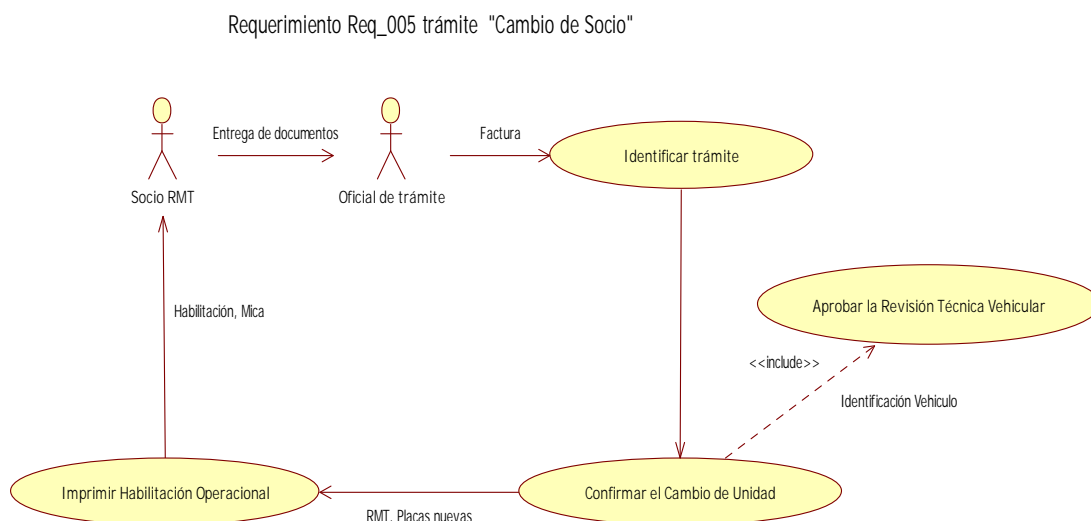 Requerimiento Req_005 trámite "Cambio de Socio"
Entrega de documentos
Factura
Identificar trámite
Socio RMT
Oficial de trámite
Habilitación, Mica
Aprobar la Revisión Técnica Vehicular
<<include>>
Identificación Vehículo
Imprimir Habilitación Operacional
Confirmar el Cambio de Unidad
RMT, Placas nuevas